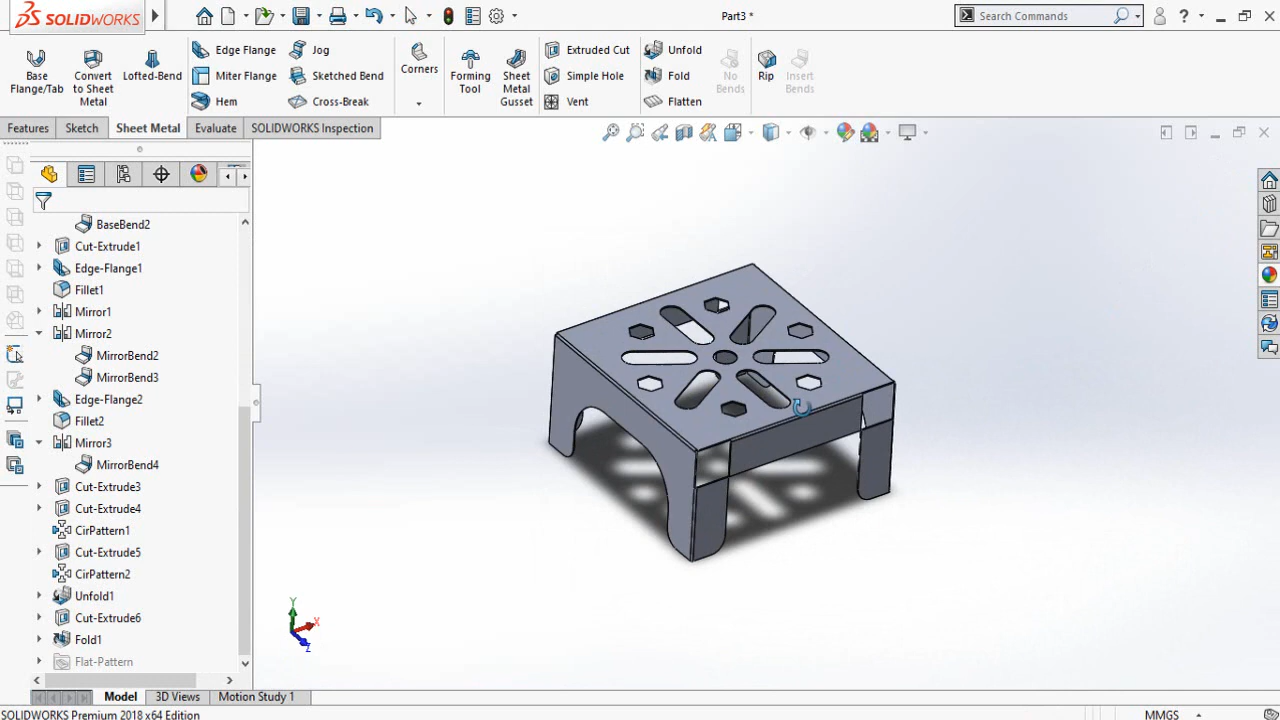 SOLIDWORKS
Part3 *
Search Commands
?
Base
Flange/Tab
Convert
to Sheet
Metal
Lofted-Bend
Edge Flange
Miter Flange
Hem
Jog
Sketched Bend
Cross-Break
Corners
Forming
Tool
Sheet
Metal
Gusset
Extruded Cut
Simple Hole
Vent
Unfold
Fold
Flatten
No
Bends
Rip
Insert
Bends
Features
Sketch
Sheet Metal
Evaluate
SOLIDWORKS Inspection
BaseBend2
Cut-Extrude1
Edge-Flange1
Fillet1
Mirror1
Mirror2
MirrorBend2
MirrorBend3
Edge-Flange2
Fillet2
Mirror3
MirrorBend4
Cut-Extrude3
Cut-Extrude4
CirPattern1
Cut-Extrude5
CirPattern2
Unfold1
Cut-Extrude6
Fold1
Flat-Pattern
Y
X
Z
Model
3D Views
Motion Study 1
SOLIDWORKS Premium 2018 x64 Edition
MMGS